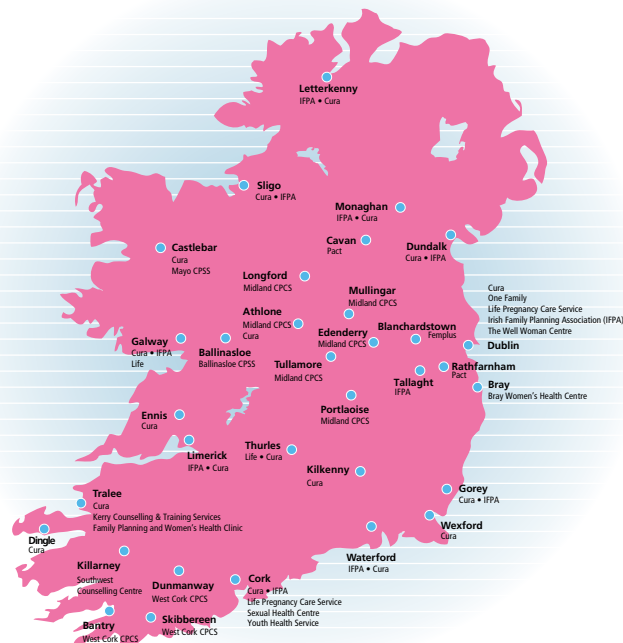 Letterkenny
IFPA • Cura
Sligo
Cura • IFPA
Monaghan
IFPA • Cura
Cavan
Pact
Dundalk
Cura • IFPA
Castlebar
Cura
Mayo CPSS
Longford
Midland CPCS
Mullingar
Midland CPCS
Cura
One Family
Life Pregnancy Care Service
Irish Family Planning Association (IFPA)
The Well Woman Centre
Dublin
Athlone
Midland CPCS
Cura
Edenderry
Midland CPCS
Blanchardstown
Femplus
Galway
Cura • IFPA
Life
Ballinasloe
Ballinasloe CPSS
Tullamore
Midland CPCS
Tallaght
IFPA
Rathfarnham
Pact
Bray
Bray Women's Health Centre
Portlaoise
Midland CPCS
Ennis
Cura
Limerick
IFPA • Cura
Thurles
Life • Cura
Kilkenny
Cura
Gorey
Cura • IFPA
Tralee
Cura
Kerry Counselling & Training Services
Family Planning and Women's Health Clinic
Wexford
Cura
Dingle
Cura
Waterford
IFPA • Cura
Killarney
Southwest
Counselling Centre
Dunmanway
West Cork CPCS
Cork
Cura • IFPA
Life Pregnancy Care Service
Sexual Health Centre
Youth Health Service
Bantry
West Cork CPCS
Skibbereen
West Cork CPCS